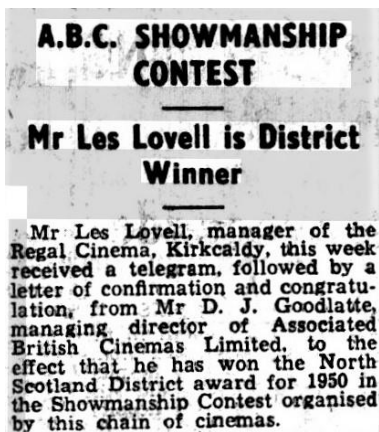 A.B.C. SHOWMANSHIP
CONTEST
Mr Les Lovell is District
Winner
Mr Les Lovell, manager of the
Regal Cinema, Kirkcaldy, this week
received a telegram, followed by a
letter of confirmation and congratu-
lation, from Mr D. J. Goodlatte,
managing director of Associated
British Cinemas Limited, to the
effect that he has won the North
Scotland District award for 1950 in
the Showmanship Contest organised
by this chain of cinemas.